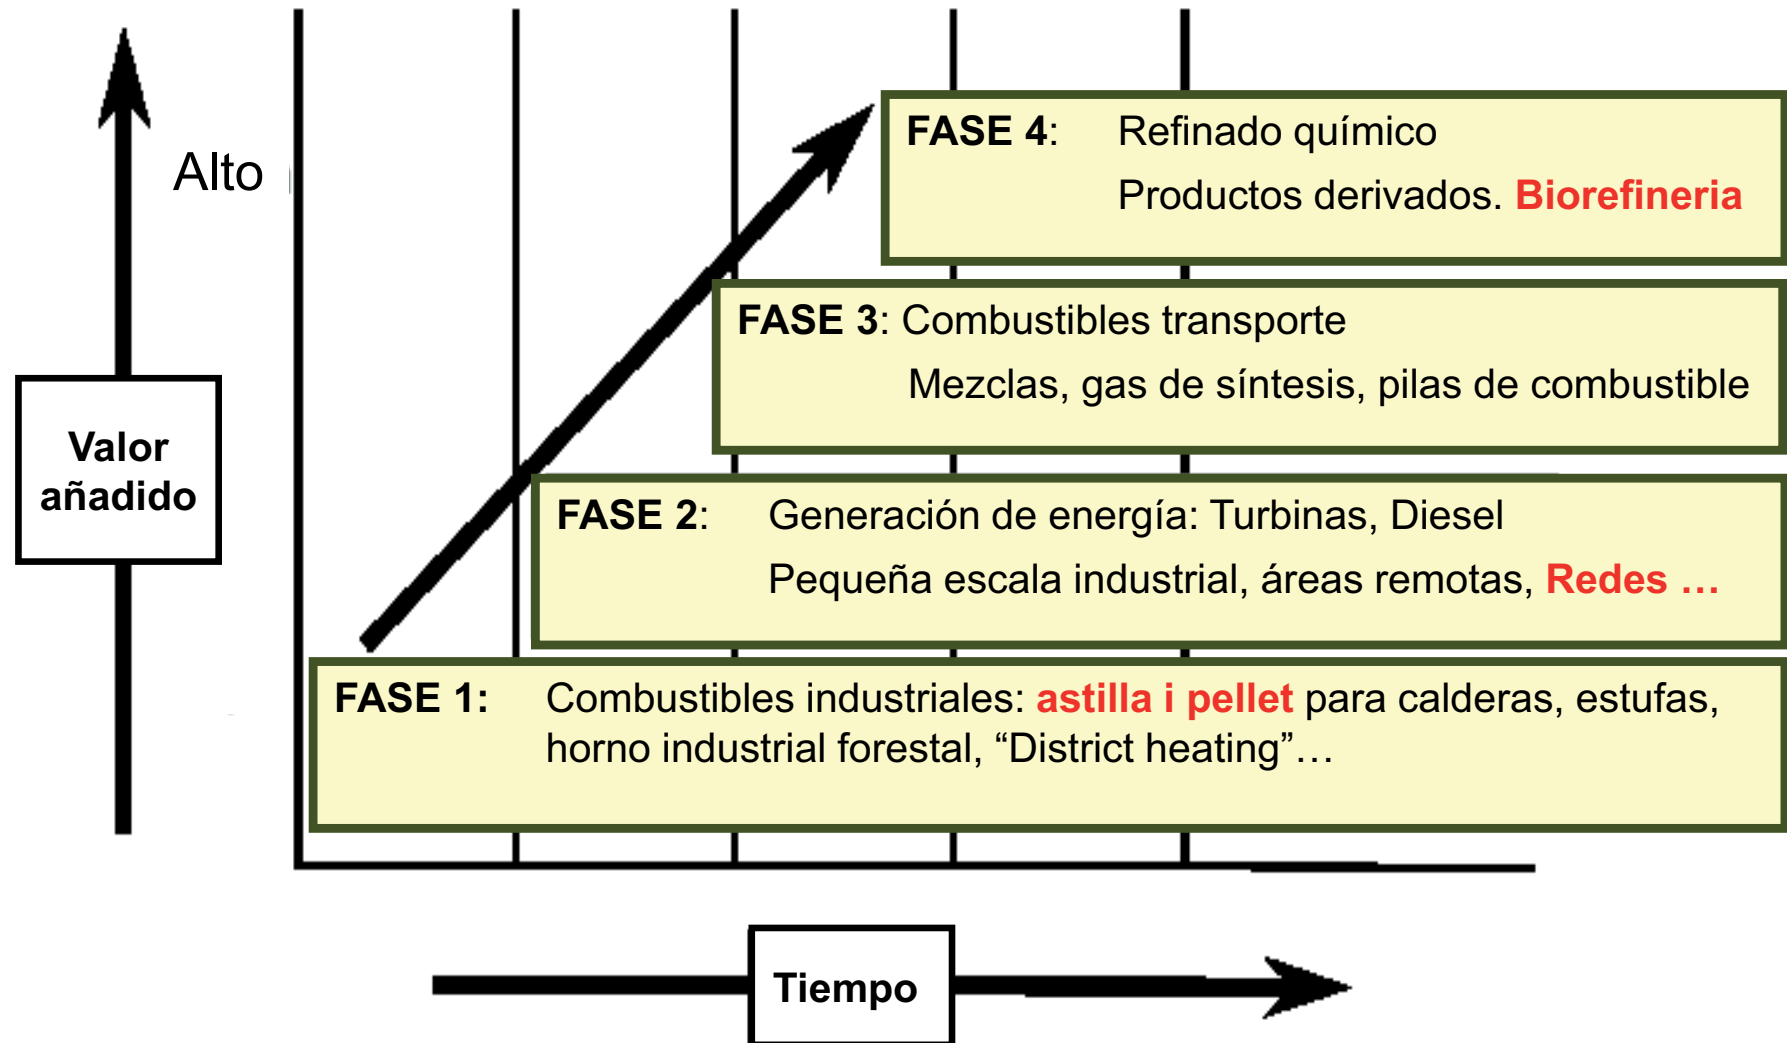 Alto
Valor
añadido
FASE 4: Refinado químico
Productos derivados. Biorefineria
FASE 3: Combustibles transporte
Mezclas, gas de síntesis, pilas de combustible
FASE 2: Generación de energía: Turbinas, Diesel
Pequeña escala industrial, áreas remotas, Redes …
FASE 1: Combustibles industriales: astilla i pellet para calderas, estufas,
horno industrial forestal, “District heating”…
Tiempo